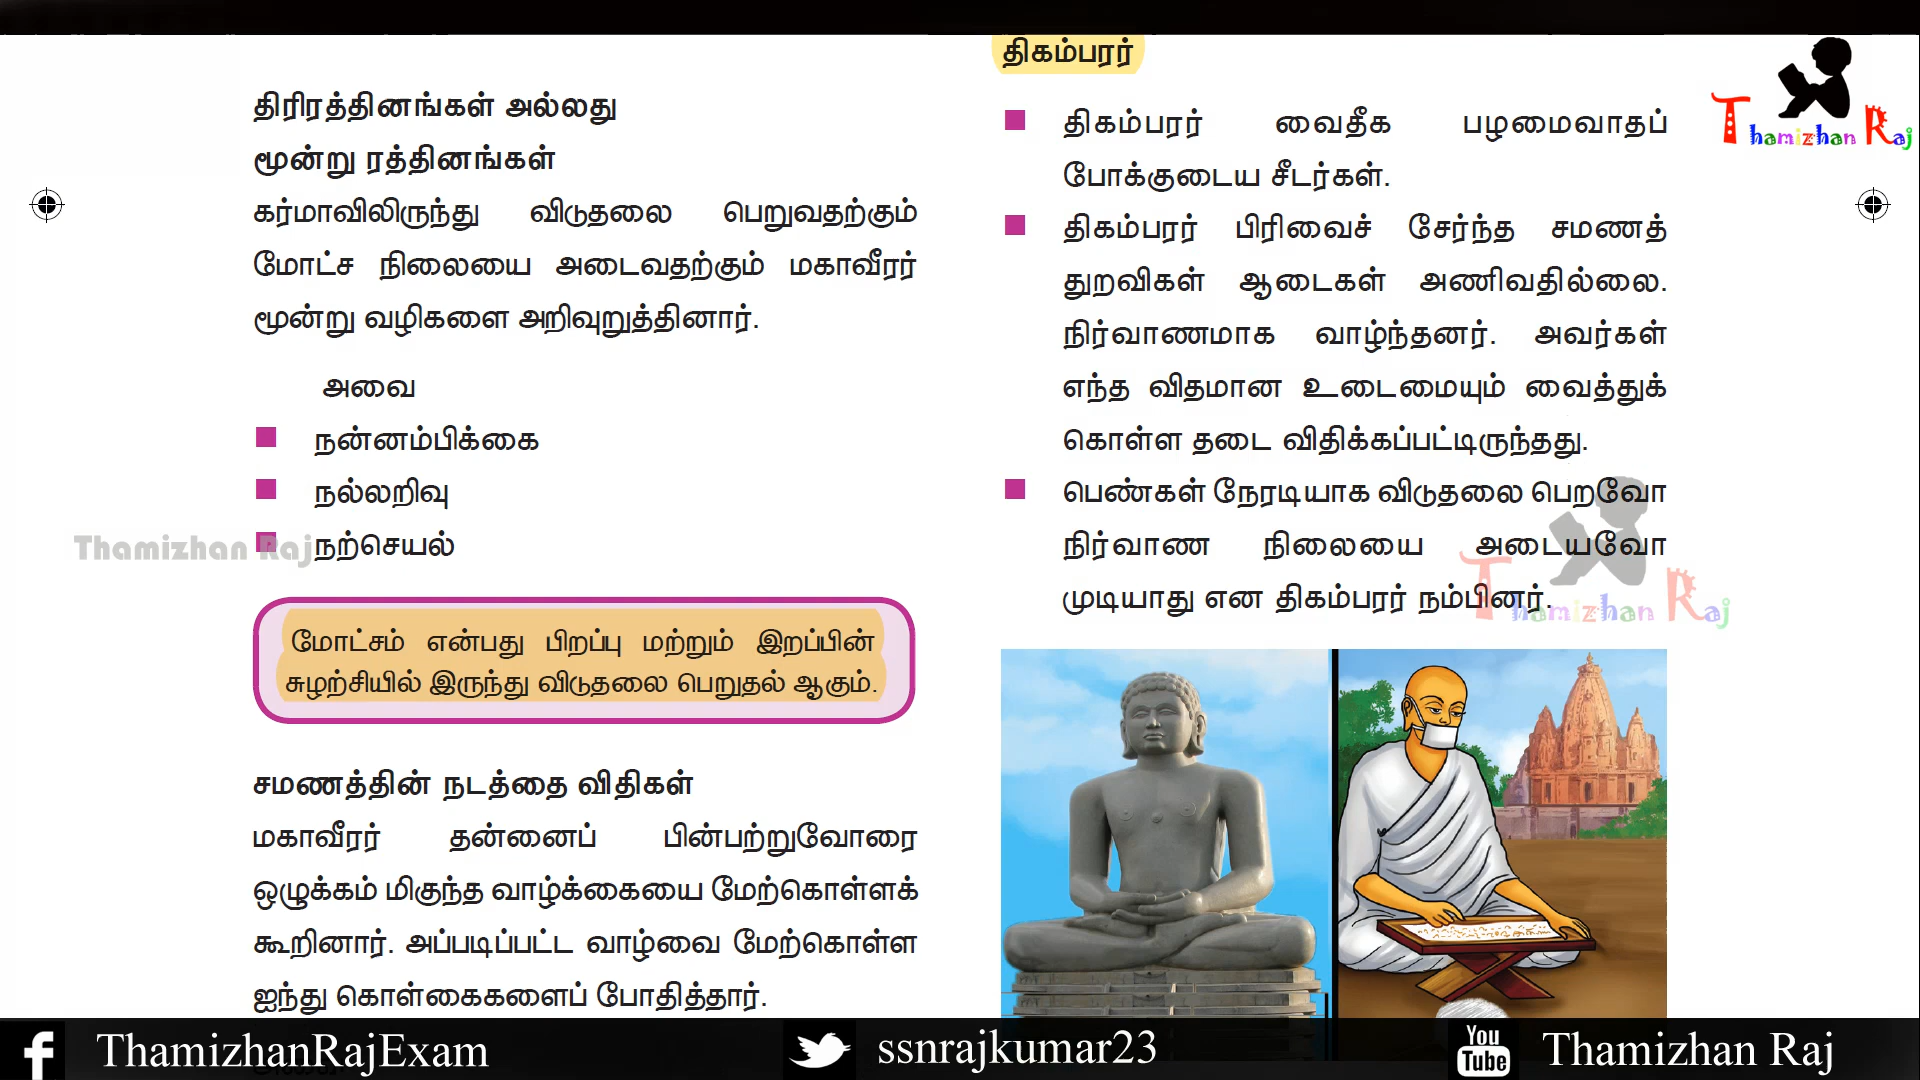 திரிரத்தினங்கள் அல்லது
மூன்று ரத்தினங்கள்
கர்மாவிலிருந்து விடுதலை பெறுவதற்கும்
மோட்ச நிலையை அடைவதற்கும் மகாவீரர்
மூன்று வழிகளை அறிவுறுத்தினார்.
அவை
நன்னம்பிக்கை
நல்லறிவு
நற்செயல்
Thamizhan Raj
மோட்சம் என்பது பிறப்பு மற்றும் இறப்பின்
சுழற்சியில் இருந்து விடுதலை பெறுதல் ஆகும்.
சமணத்தின் நடத்தை விதிகள்
மகாவீரர் தன்னைப் பின்பற்றுவோரை
ஒழுக்கம் மிகுந்த வாழ்க்கையை மேற்கொள்ளக்
கூறினார். அப்படிப்பட்ட வாழ்வை மேற்கொள்ள
ஐந்து கொள்கைகளைப் போதித்தார்.
திகம்பரர்
திகம்பரர் வைதீக பழமைவாதப்
போக்குடைய சீடர்கள்.
திகம்பரர் பிரிவைச் சேர்ந்த சமணத்
துறவிகள் ஆடைகள் அணிவதில்லை.
நிர்வாணமாக வாழ்ந்தனர். அவர்கள்
எந்த விதமான உடைமையும் வைத்துக்
கொள்ள தடை விதிக்கப்பட்டிருந்தது.
பெண்கள் நேரடியாக விடுதலை பெறவோ
நிர்வாண நிலையை அடையவோ
முடியாது என திகம்பரர் நம்பினர்.
Thamizhan Raj
Thamizhan Raj
ThamizhanRajExam
ssnrajkumar23
You
Tube
Thamizhan Raj